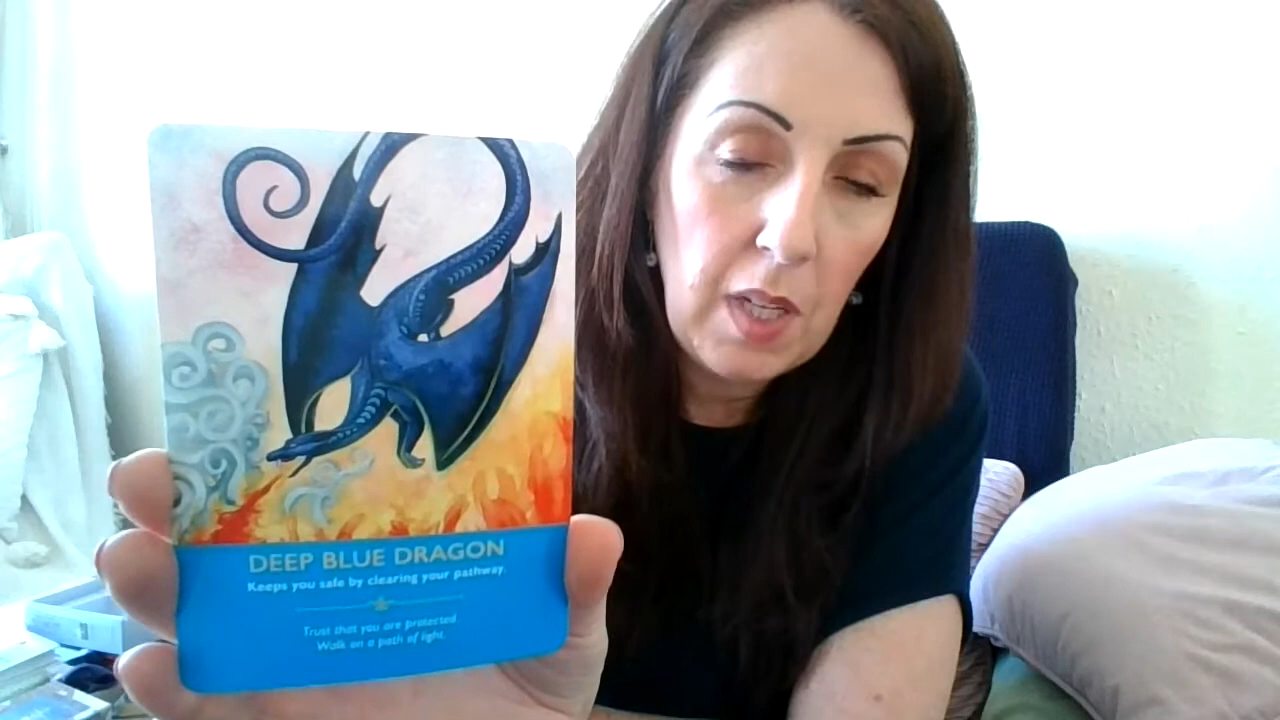 DEEP BLUE DRAGON
Keeps you safe by clearing your pathway.
Trust that you are protected
Walk on a path of light.